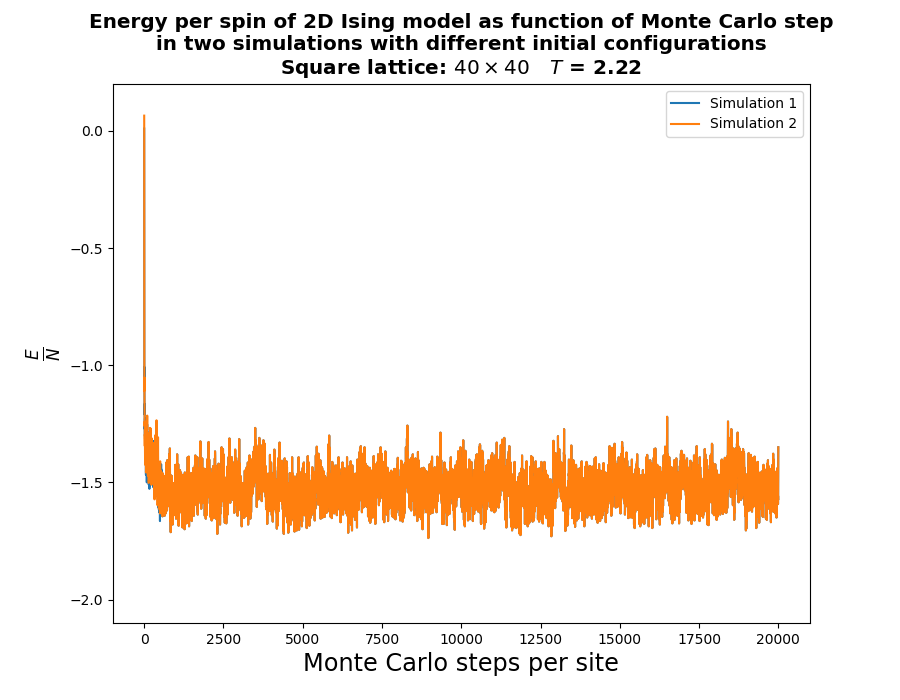 Energy per spin of 2D Ising model as function of Monte Carlo step
in two simulations with different initial configurations
Square lattice: 40 × 40 T = 2.22
Simulation 1
Simulation 2
0.0
−0.5
−1.0
−1.5
−2.0
E
N
0 2500 5000 7500 10000 12500 15000 17500 20000
Monte Carlo steps per site